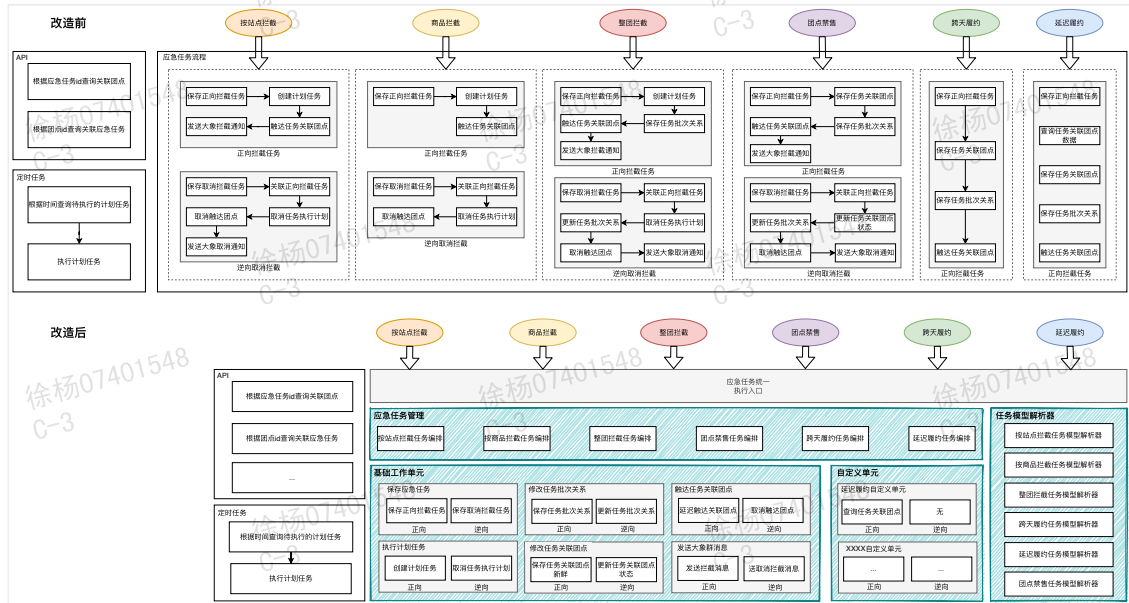 改造前
按站点拦截
商品拦截
整团拦截
团点禁售
跨天履约
延迟履约
API
根据应急任务id查询关联团点
根据团点id查询关联应急任务
定时任务
根据时间查询待执行的计划任务
执行计划任务
应急任务流程
保存正向拦截任务
创建计划任务
发送大象拦截通知
触达任务关联团点
正向拦截任务
保存取消拦截任务
关联正向拦截任务
取消触达团点
取消任务执行计划
发送大象取消通知
逆向取消拦截
保存正向拦截任务
创建计划任务
触达任务关联团点
正向拦截任务
保存取消拦截任务
关联正向拦截任务
取消触达团点
取消任务执行计划
逆向取消拦截
保存正向拦截任务
创建计划任务
触达任务关联团点
保存任务批次关系
发送大象拦截通知
正向拦截任务
保存取消拦截任务
关联正向拦截任务
更新任务批次关系
取消任务执行计划
取消触达团点
发送大象取消通知
逆向取消拦截
保存正向拦截任务
保存任务关联团点
触达任务关联团点
保存任务批次关系
发送大象拦截通知
正向拦截任务
保存取消拦截任务
关联正向拦截任务
更新任务批次关系
更新任务关联团点
状态
取消触达团点
发送大象取消通知
逆向取消拦截
保存正向拦截任务
保存任务关联团点
保存任务批次关系
触达任务关联团点
正向拦截任务
保存正向拦截任务
查询任务关联团点
数据
保存任务关联团点
保存任务批次关系
触达任务关联团点
正向拦截任务
改造后
按站点拦截
商品拦截
整团拦截
团点禁售
跨天履约
延迟履约
API
根据应急任务id查询关联团点
根据团点id查询关联应急任务
...
定时任务
根据时间查询待执行的计划任务
执行计划任务
应急任务统一
执行入口
应急任务管理
按站点拦截任务编排
按商品拦截任务编排
整团拦截任务编排
团点禁售任务编排
跨天履约任务编排
延迟履约任务编排
基础工作单元
保存应急任务
保存正向拦截任务
保存取消拦截任务
正向
逆向
修改任务批次关系
保存任务批次关系
更新任务批次关系
正向
逆向
触达任务关联团点
延迟触达关联团点
取消触达团点
正向
逆向
执行计划任务
创建计划任务
取消任务执行计划
正向
逆向
修改任务关联团点
保存任务关联团点
新鲜
更新任务关联团点
状态
正向
逆向
发送大象群消息
发送拦截消息
送取消拦截消息
正向
逆向
自定义单元
延迟履约自定义单元
查询任务关联团点
无
正向
逆向
XXXX自定义单元
...
...
正向
逆向
任务模型解析器
按站点拦截任务模型解析器
按商品拦截任务模型解析器
整团拦截任务模型解析器
跨天履约任务模型解析器
延迟履约任务模型解析器
团点禁售任务模型解析器
徐杨07401548
C-3